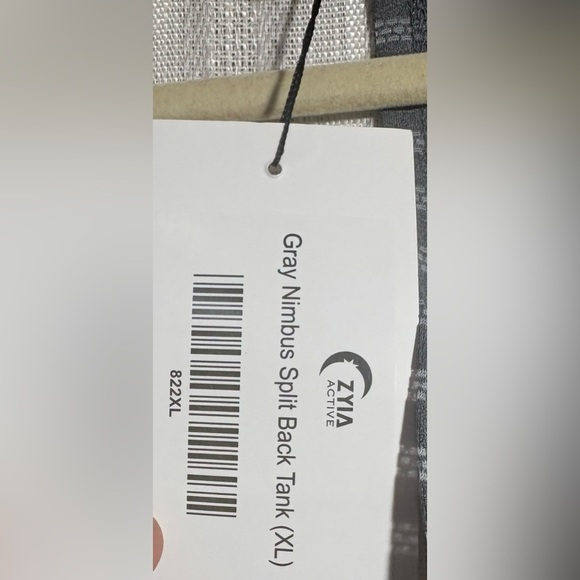 ZYIA
ACTIVE
Gray Nimbus Split Back Tank (XL)
822XL